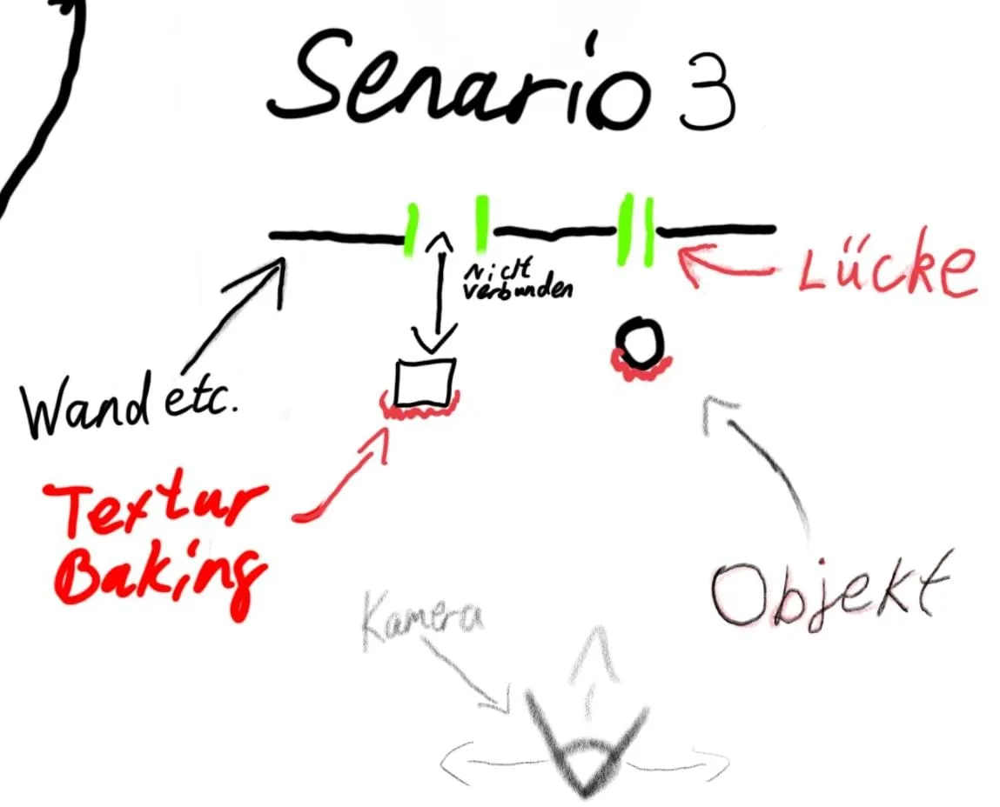 Senario 3
Nicht
verbunden
Lücke
Wand etc.
Textur
Baking
Objekt
Kamera